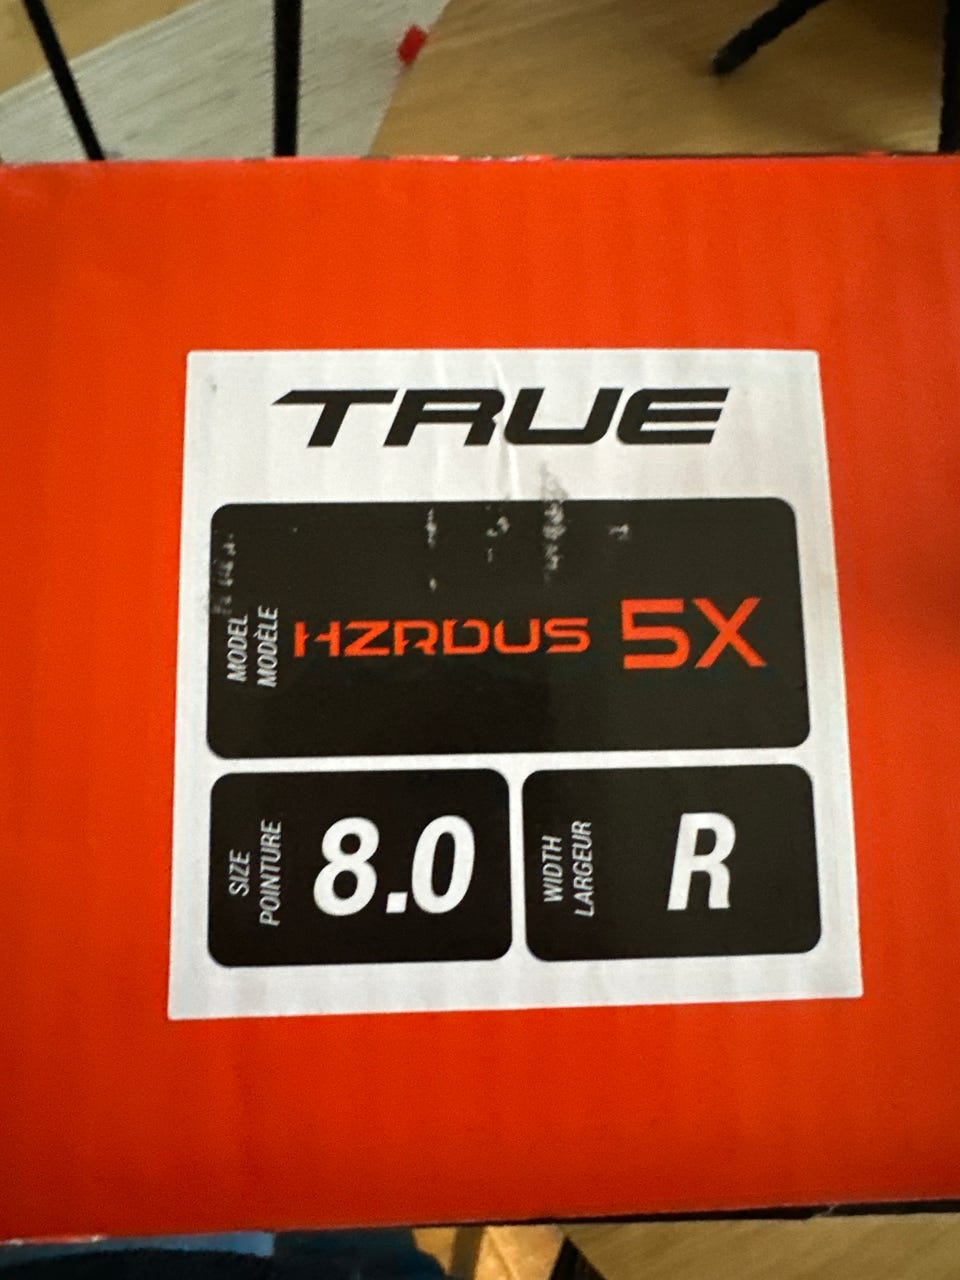 TRUE
MODEL
MODÈLE
HZRDUS 5X
SIZE
POINTURE
8.0
WIDTH
LARGEUR
R